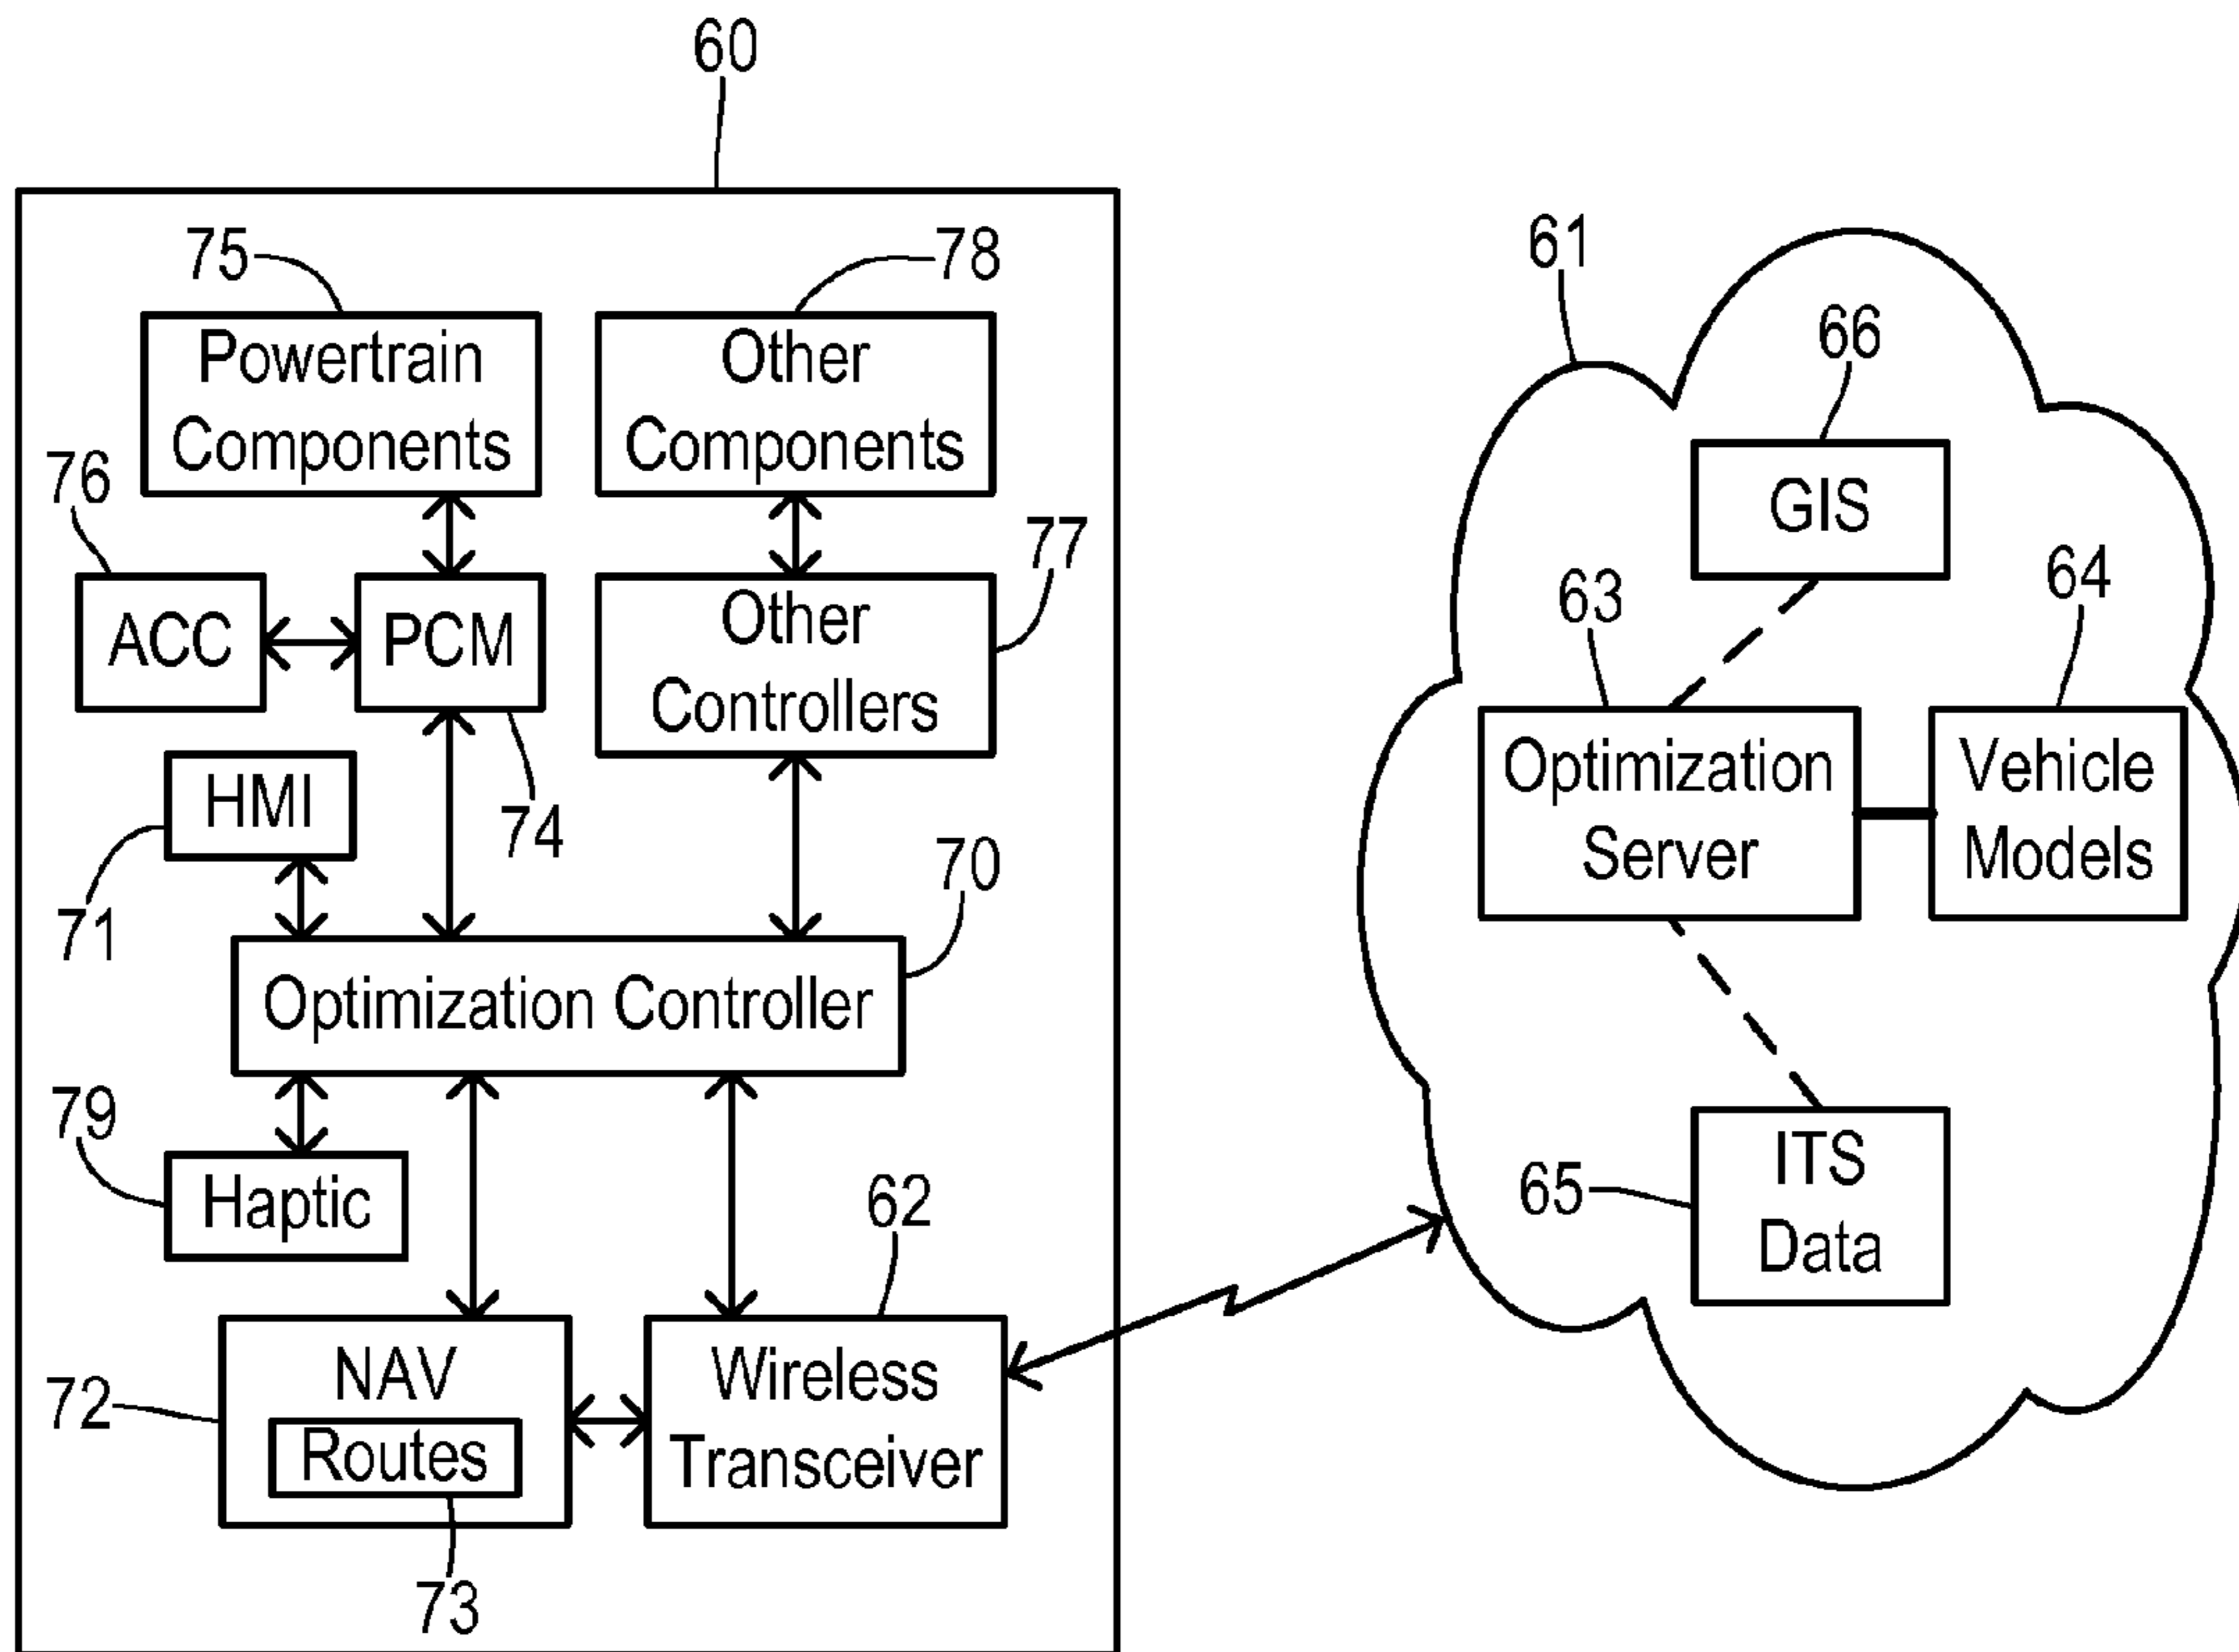 60
75
78
Powertrain
Components
Other
Components
76
77
ACC
PCM
Other
Controllers
HMI
71
74
70
Optimization Controller
79
Haptic
62
72
NAV
Routes
73
Wireless
Transceiver
61
66
GIS
63
64
Optimization
Server
Vehicle
Models
65
ITS
Data